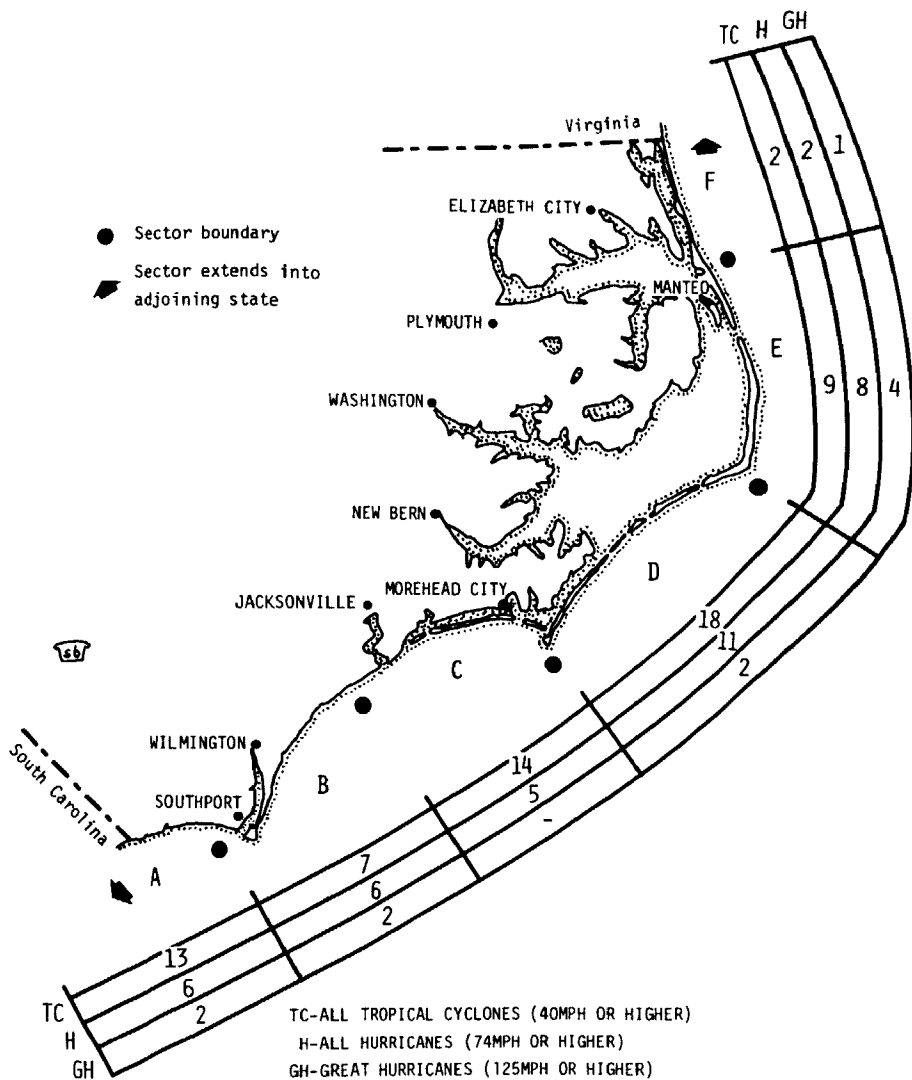 TC H GH
Virginia
2 2 1
F
ELIZABETH CITY
Sector boundary
Sector extends into
adjoining state
MANTEO
PLYMOUTH
E
9 8 4
WASHINGTON
NEW BERN
D
MOREHEAD CITY
JACKSONVILLE
18
11
2
C
South Carolina
WILMINGTON
B
14
5
-
SOUTHPORT
A
7
6
2
13
6
2
TC
H
GH
TC-ALL TROPICAL CYCLONES (40MPH OR HIGHER)
H-ALL HURRICANES (74MPH OR HIGHER)
GH-GREAT HURRICANES (125MPH OR HIGHER)